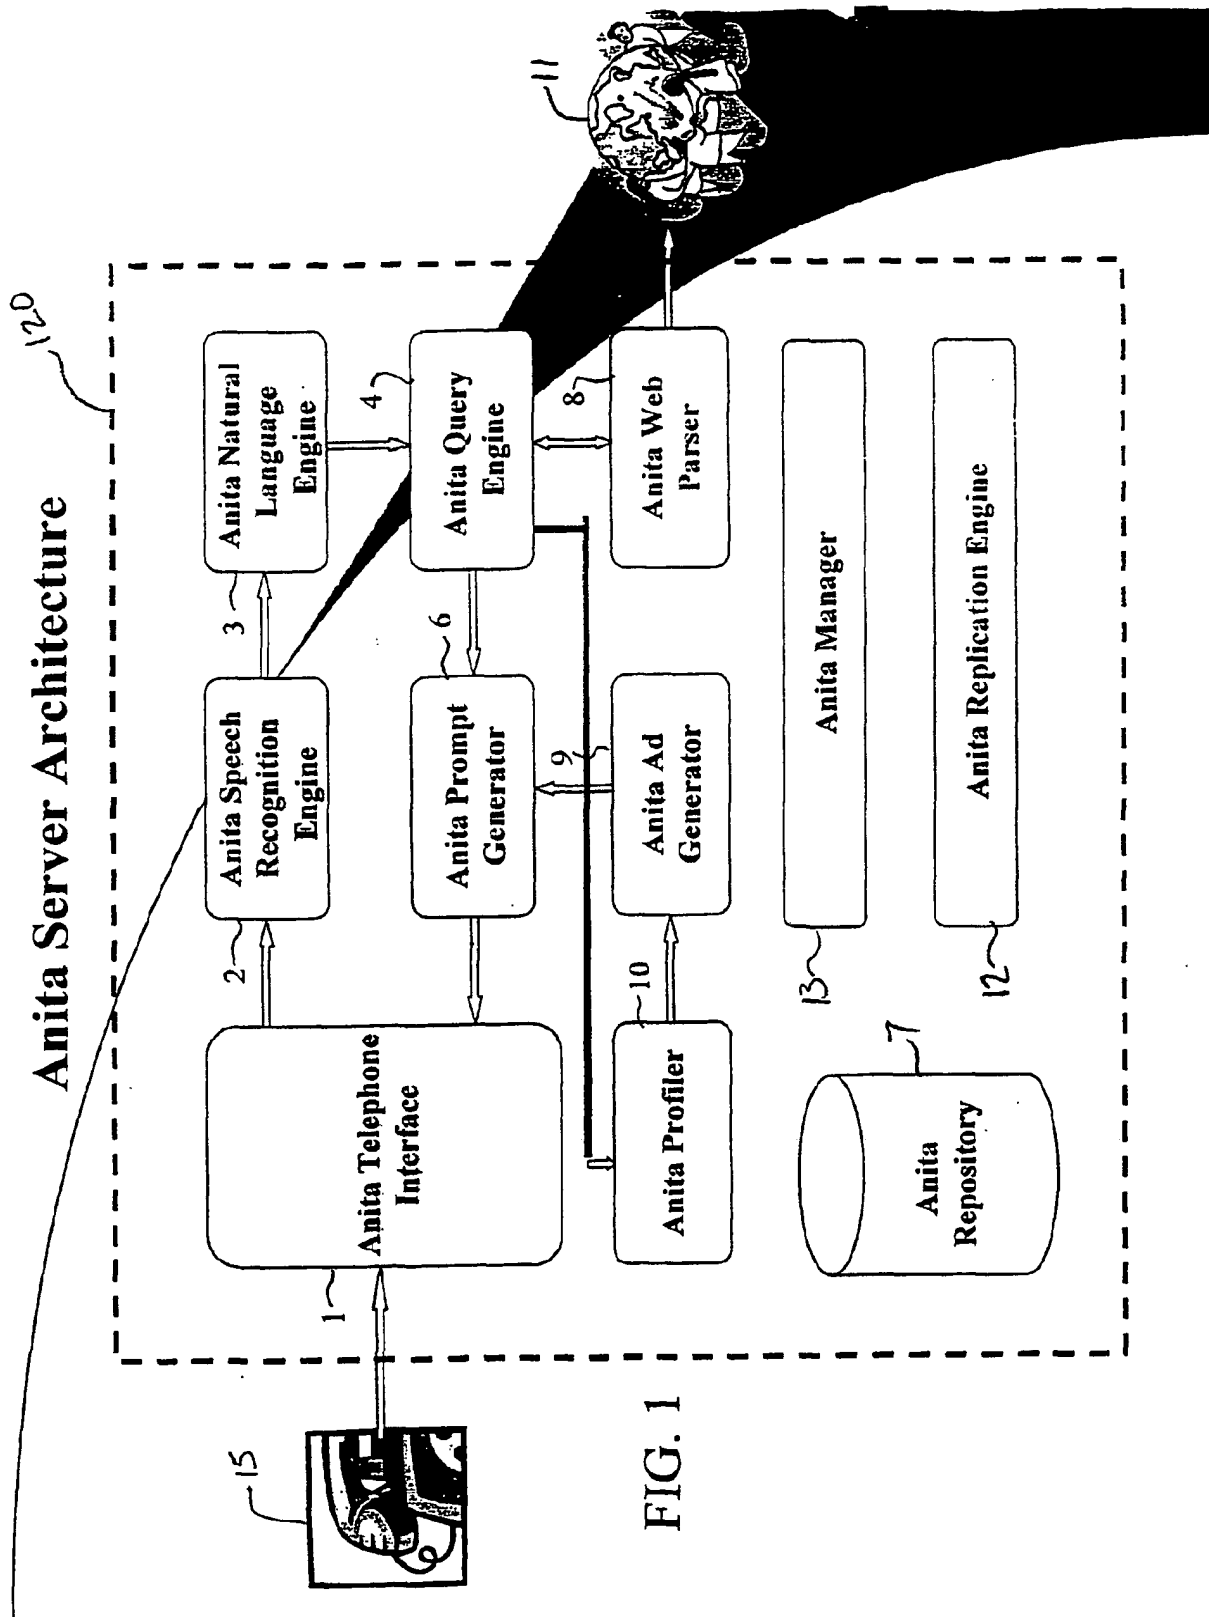 Anita Server Architecture
120
11
15
1
Anita Telephone
Interface
2
Anita Speech
Recognition
Engine
3
Anita Natural
Language
Engine
4
Anita Query
Engine
6
Anita Prompt
Generator
8
Anita Web
Parser
9
Anita Ad
Generator
10
Anita Profiler
7
Anita
Repository
13
Anita Manager
12
Anita Replication Engine
FIG. 1